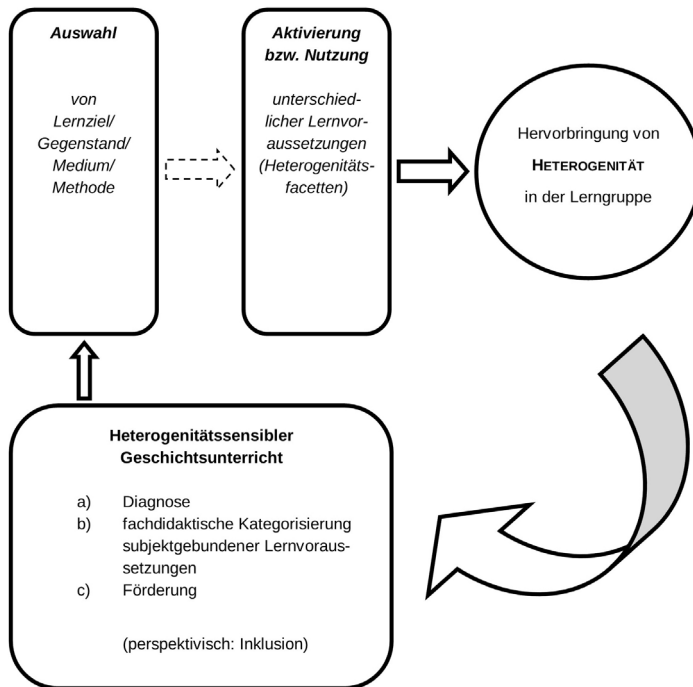 Auswahl
von
Lernziel/
Gegenstand/
Medium/
Methode
Aktivierung
bzw. Nutzung
unterschied-
licher Lernvor-
aussetzungen
(Heterogenitäts-
facetten)
Hervorbringung von
HETEROGENITÄT
in der Lerngruppe
Heterogenitätssensibler
Geschichtsunterricht
a) Diagnose
b) fachdidaktische Kategorisierung
subjektgebundener Lernvoraus-
setzungen
c) Förderung
(perspektivisch: Inklusion)